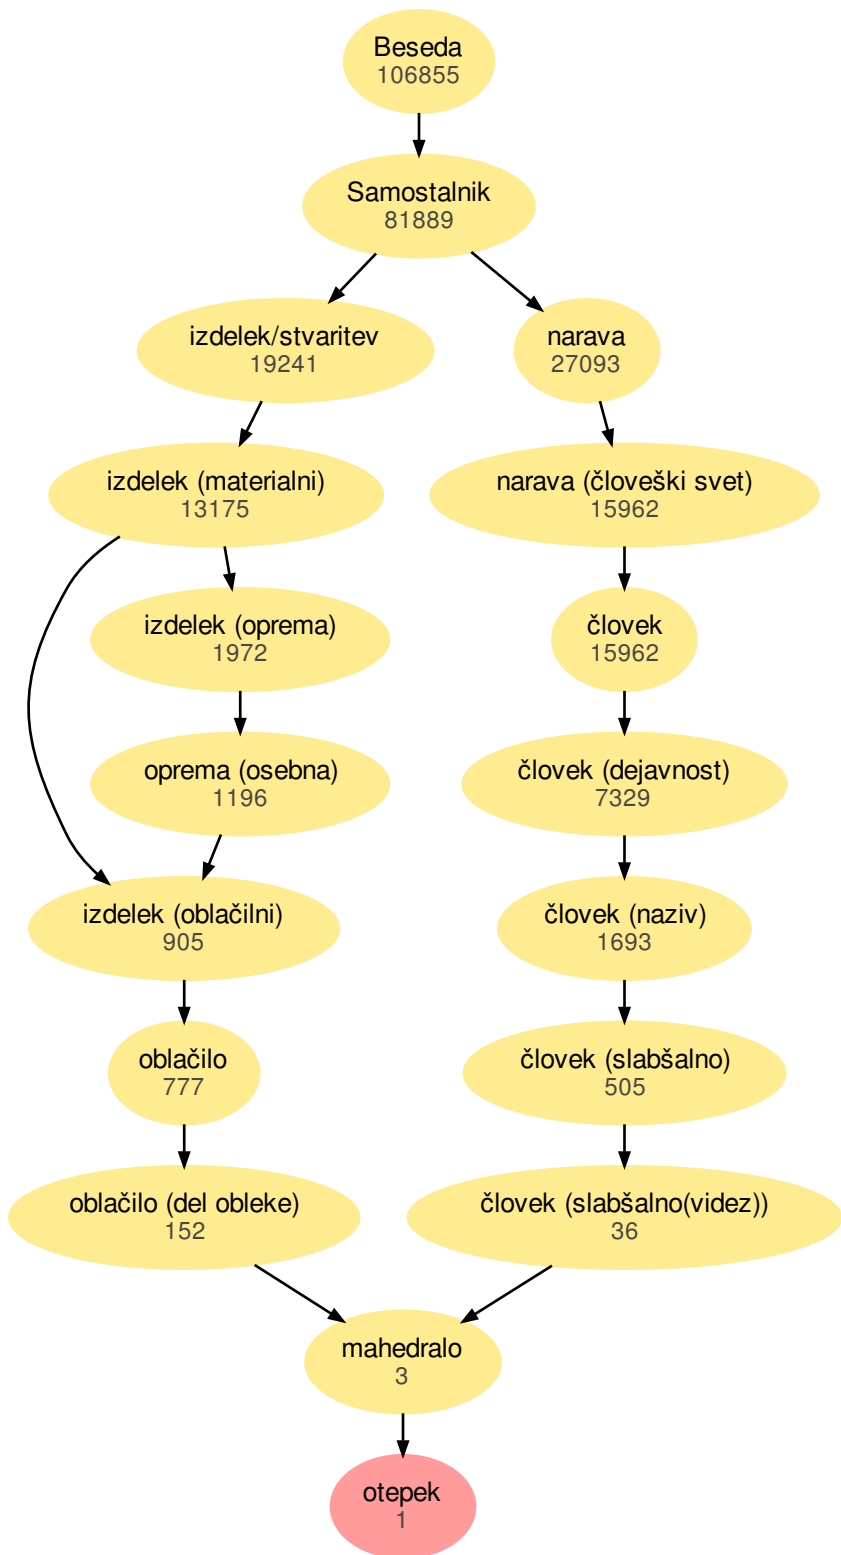 Beseda
106855
Samostalnik
81889
izdelek/stvaritev
19241
narava
27093
izdelek (materialni)
13175
narava (človeški svet)
15962
izdelek (oprema)
1972
človek
15962
oprema (osebna)
1196
človek (dejavnost)
7329
izdelek (oblačilni)
905
človek (naziv)
1693
oblačilo
777
človek (slabšalno)
505
oblačilo (del obleke)
152
človek (slabšalno(videz))
36
mahedralo
3
otepek
1